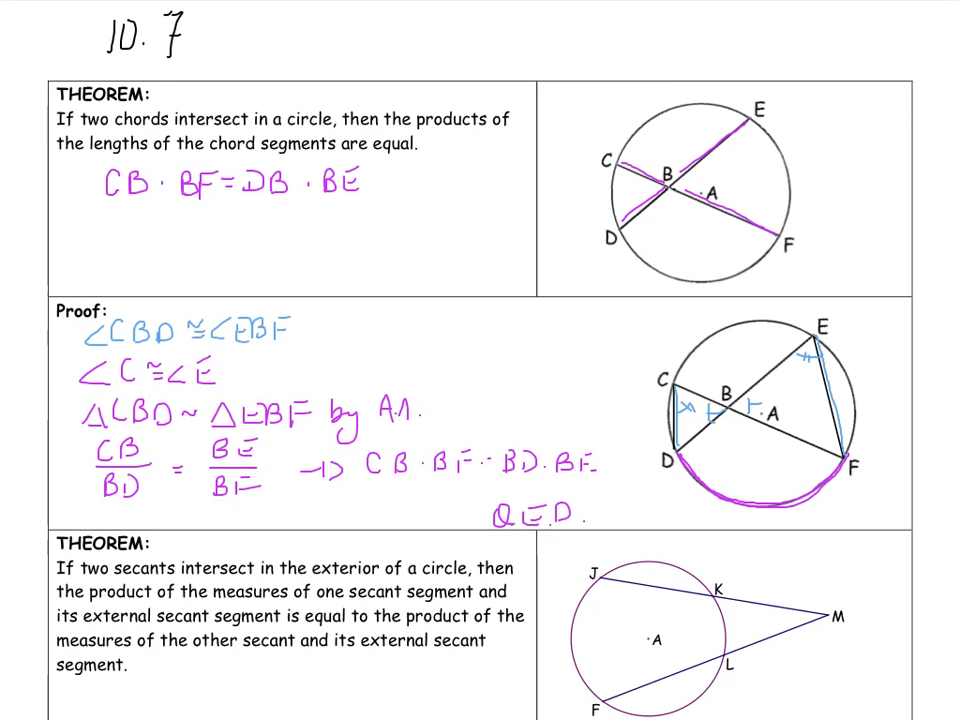 10.7
THEOREM:
If two chords intersect in a circle, then the products of
the lengths of the chord segments are equal.
CB · BF = DB · BE
E
C
B
A
D
F
Proof:
∠CBD ≅ ∠EBF
∠C ≅ ∠E
△CBD ~ △EBF by AA.
CB/BD = BE/BF → CB · BF = BD · BE
Q.E.D.
E
C
B
A
D
F
THEOREM:
If two secants intersect in the exterior of a circle, then
the product of the measures of one secant segment and
its external secant segment is equal to the product of the
measures of the other secant and its external secant
segment.
J
K
M
A
L
F